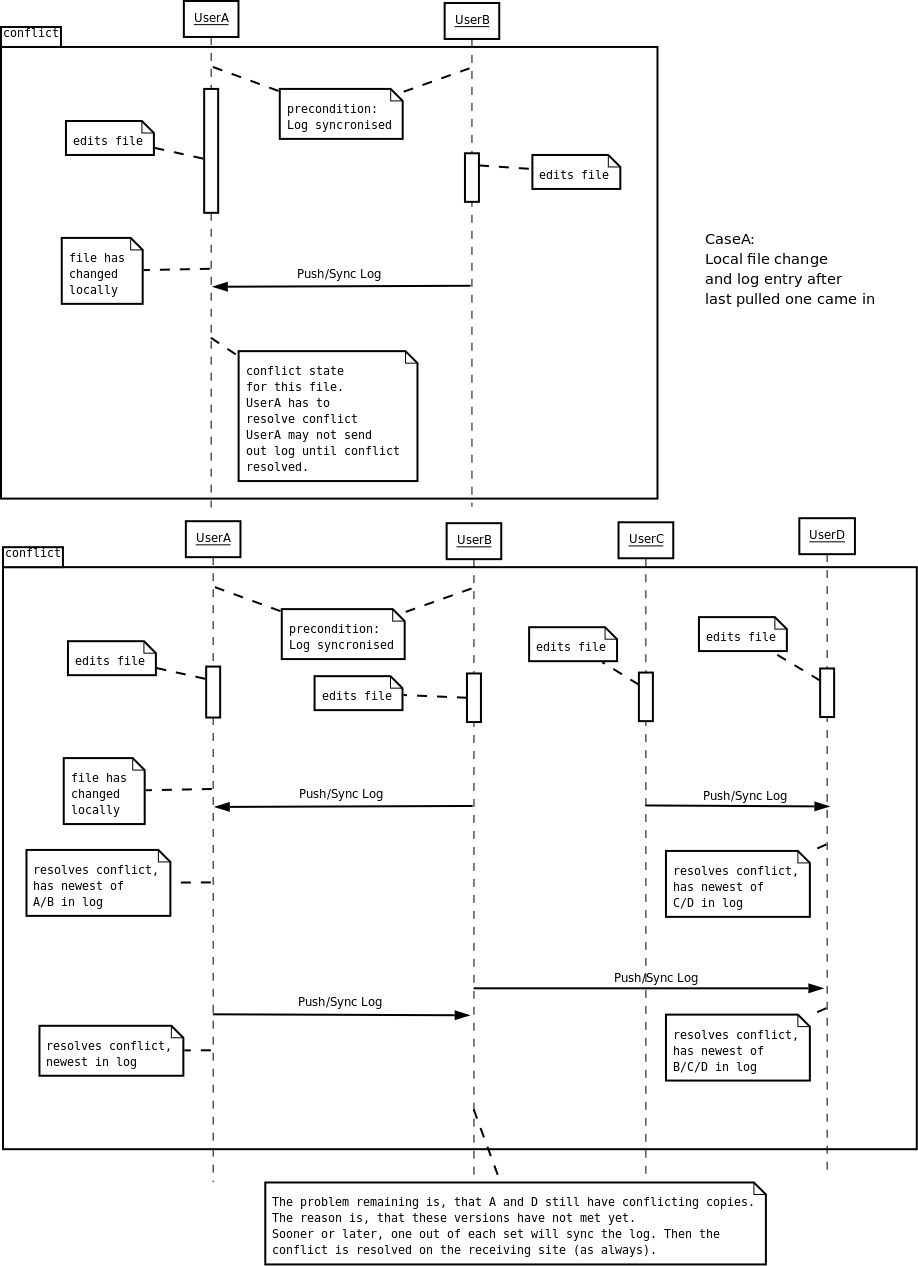 UserA
UserB
conflict
precondition:
Log syncronised
edits file
edits file
file has
changed
locally
Push/Sync Log
CaseA:
Local file change
and log entry after
last pulled one came in
conflict state
for this file.
UserA has to
resolve conflict
UserA may not send
out log until conflict
resolved.
UserA
UserB
UserC
UserD
conflict
precondition:
Log syncronised
edits file
edits file
edits file
edits file
file has
changed
locally
Push/Sync Log
Push/Sync Log
resolves conflict,
has newest of
A/B in log
resolves conflict,
has newest of
C/D in log
Push/Sync Log
Push/Sync Log
resolves conflict,
newest in log
resolves conflict,
has newest of
B/C/D in log
The problem remaining is, that A and D still have conflicting copies.
The reason is, that these versions have not met yet.
Sooner or later, one out of each set will sync the log. Then the
conflict is resolved on the receiving site (as always).